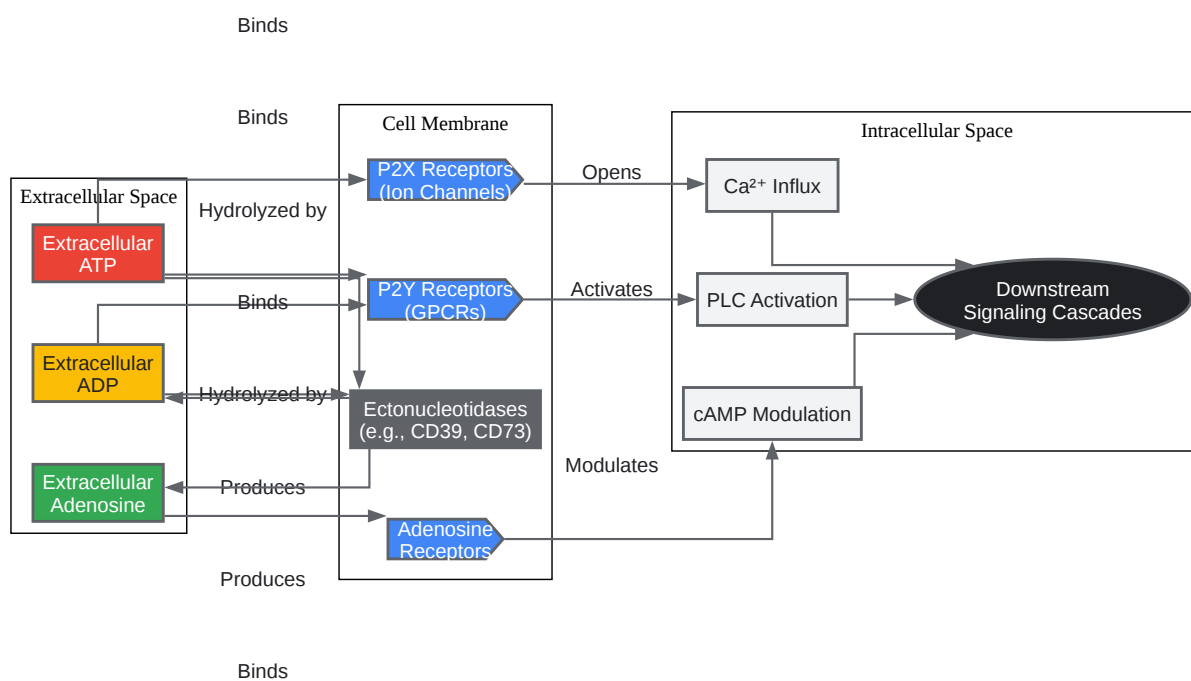 Binds
Binds
Cell Membrane
Intracellular Space
Extracellular Space
P2X Receptors
(Ion Channels)
Opens
Ca²⁺ Influx
Hydrolyzed by
Extracellular
ATP
P2Y Receptors
(GPCRs)
Binds
Activates
PLC Activation
Downstream
Signaling Cascades
Extracellular
ADP
Hydrolyzed by
Ectonucleotidases
(e.g., CD39, CD73)
cAMP Modulation
Modulates
Extracellular
Adenosine
Produces
Adenosine
Receptors
Produces
Binds